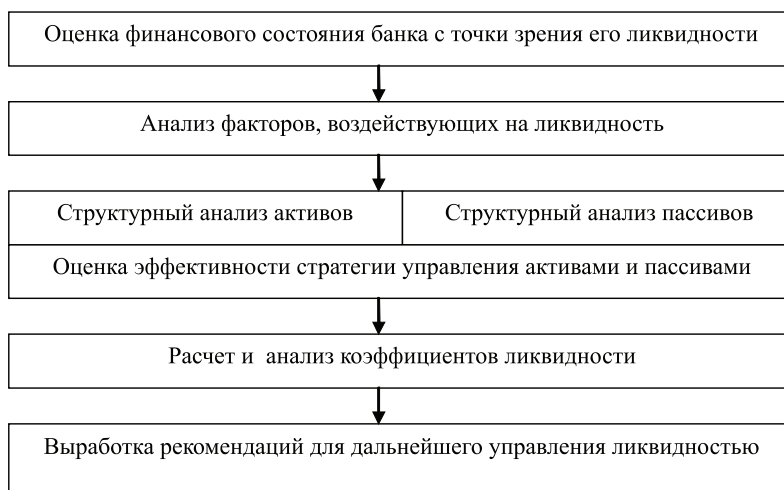 Оценка финансового состояния банка с точки зрения его ликвидности
Анализ факторов, воздействующих на ликвидность
Структурный анализ активов
Структурный анализ пассивов
Оценка эффективности стратегии управления активами и пассивами
Расчет и  анализ коэффициентов ликвидности
Выработка рекомендаций для дальнейшего управления ликвидностью